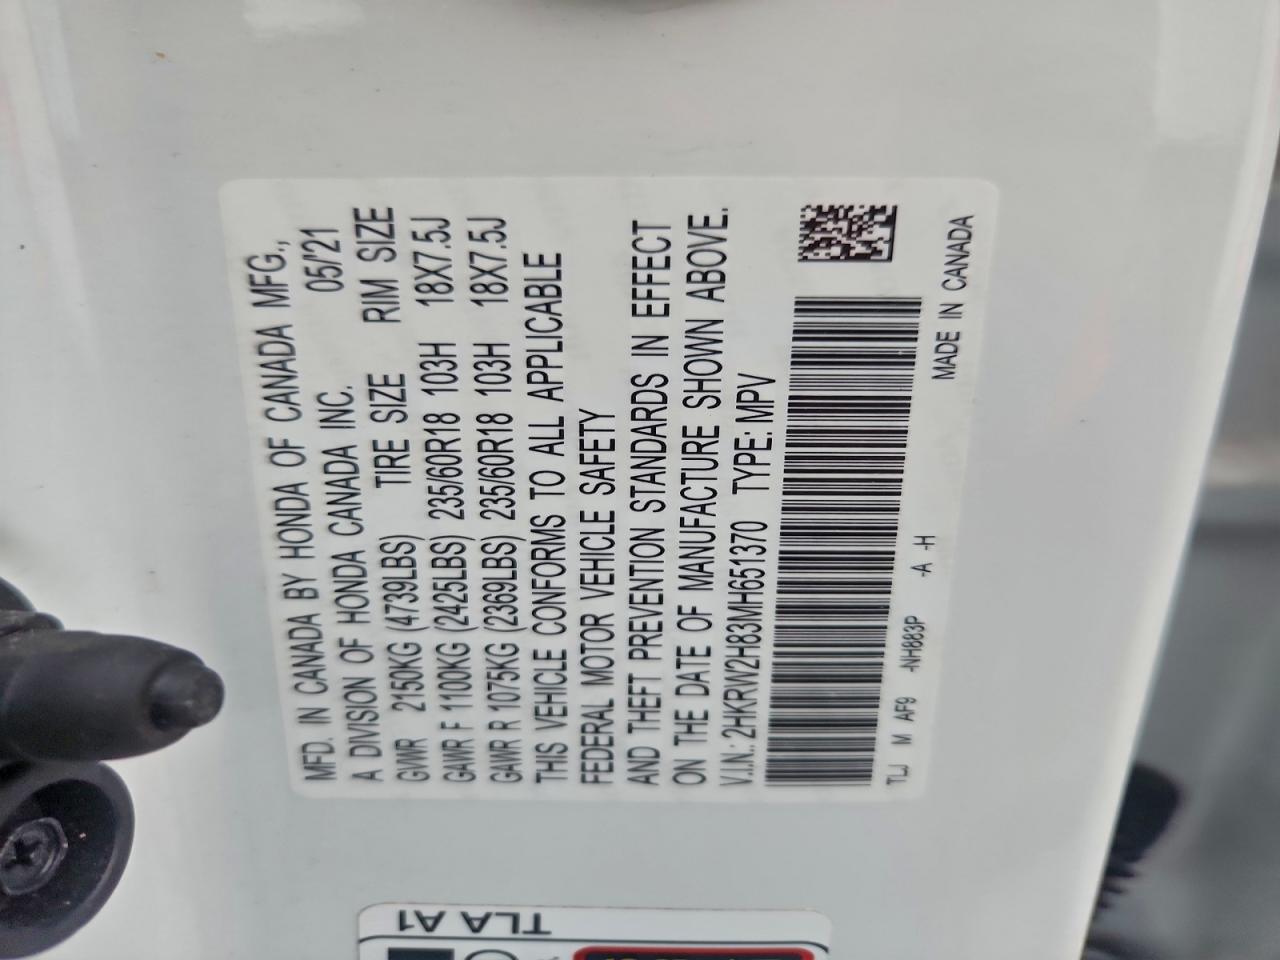 MFD. IN CANADA BY HONDA OF CANADA MFG.,
A DIVISION OF HONDA CANADA INC. 05/'21
GVWR 2150KG (4739LBS) TIRE SIZE RIM SIZE
GAWR F 1100KG (2425LBS) 235/60R18 103H 18X7.5J
GAWR R 1075KG (2369LBS) 235/60R18 103H 18X7.5J
THIS VEHICLE CONFORMS TO ALL APPLICABLE
FEDERAL MOTOR VEHICLE SAFETY
AND THEFT PREVENTION STANDARDS IN EFFECT
ON THE DATE OF MANUFACTURE SHOWN ABOVE.
V.I.N.: 2HKRW2H83MH651370 TYPE: MPV
TLJ M AF9 -NH883P -A -H MADE IN CANADA
TLA A1